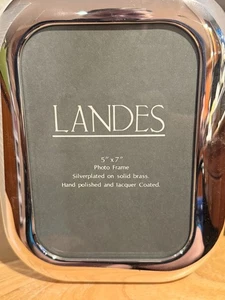 LANDES
5" x 7"
Photo Frame
Silverplated on solid brass.
Hand polished and lacquer Coated.